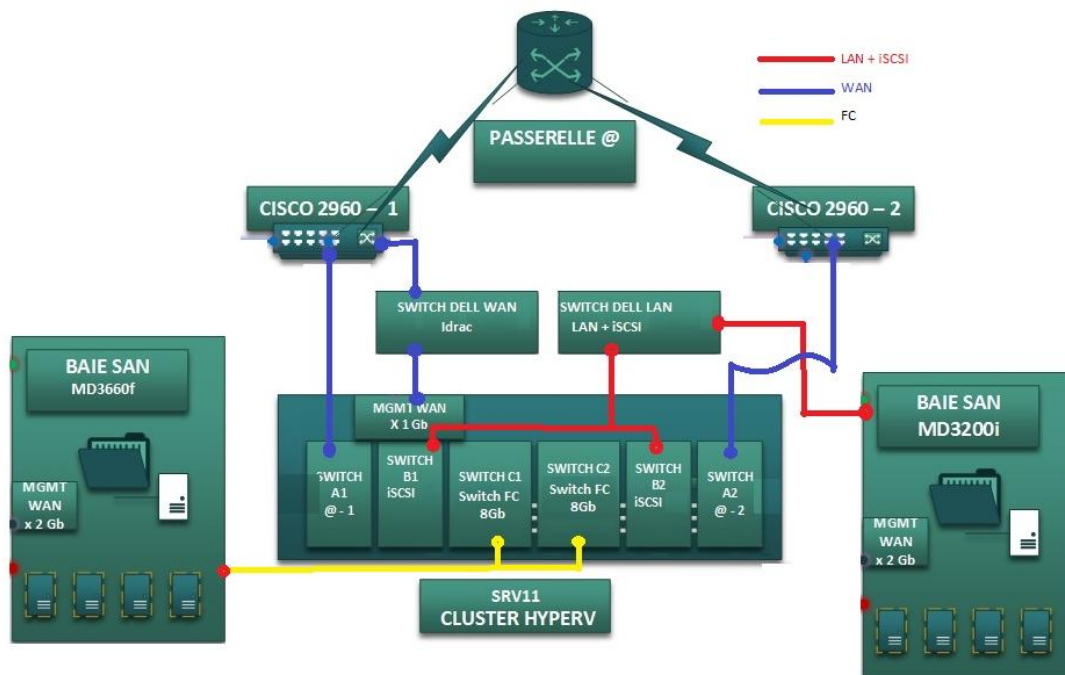 LAN + iSCSI
WAN
FC
PASSERELLE @
CISCO 2960 – 1
CISCO 2960 – 2
SWITCH DELL WAN
Idrac
SWITCH DELL LAN
LAN + iSCSI
BAIE SAN
MD3660f
MGMT WAN
X 1 Gb
BAIE SAN
MD3200i
SWITCH
A1
@ - 1
SWITCH
B1
iSCSI
SWITCH C1
Switch FC
8Gb
SWITCH C2
Switch FC
8Gb
SWITCH
B2
iSCSI
SWITCH
A2
@ - 2
MGMT
WAN
x 2 Gb
MGMT
WAN
x 2 Gb
SRV11
CLUSTER HYPERV